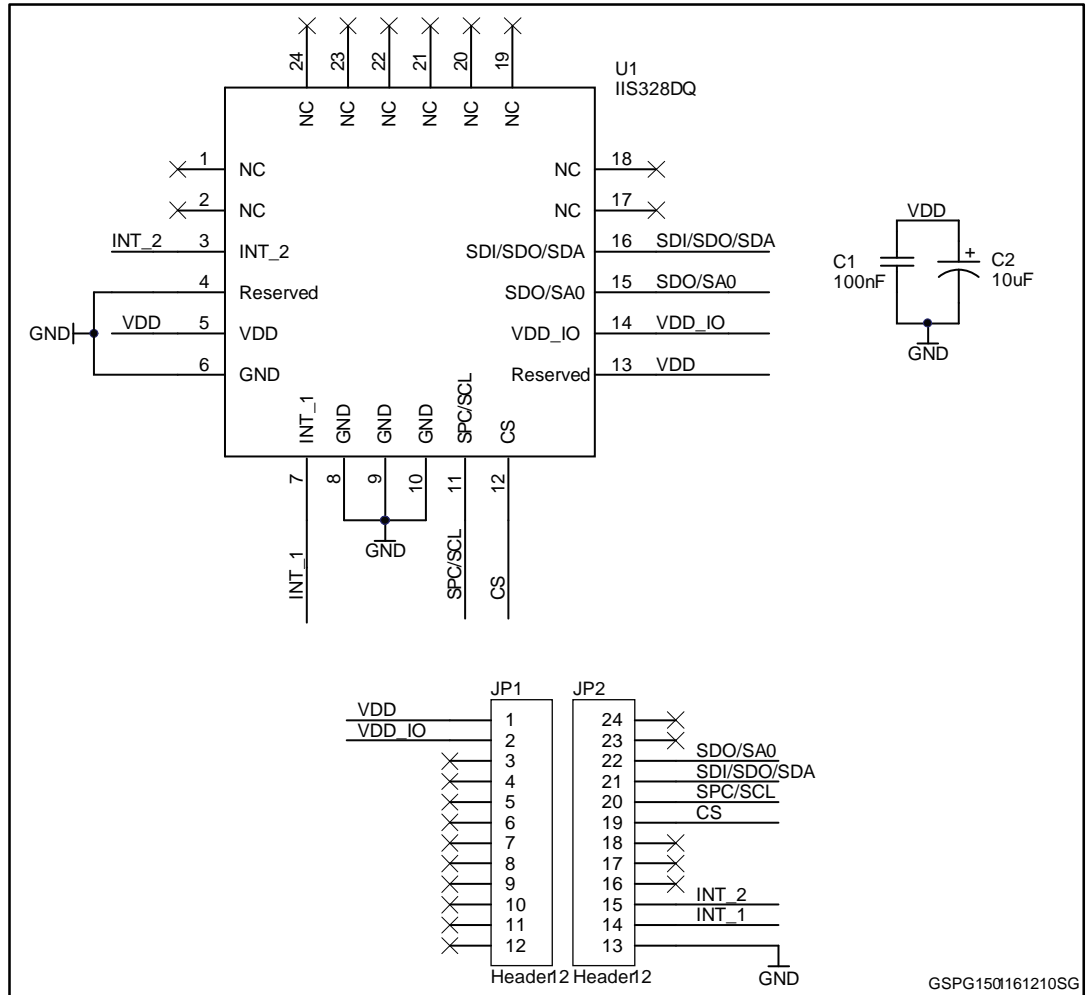 24 23 22 21 20 19
U1
IIS328DQ
NC NC NC NC NC NC
1 NC NC 18
2 NC NC 17
INT_2 3 INT_2 SDI/SDO/SDA 16 SDI/SDO/SDA
4 Reserved SDO/SA0 15 SDO/SA0
GND VDD 5 VDD VDD_IO 14 VDD_IO
6 GND Reserved 13 VDD
INT_1 GND GND GND SPC/SCL CS
7 8 9 10 11 12
GND
INT_1 SPC/SCL CS
VDD
C1
100nF
+
C2
10uF
GND
JP1 JP2
VDD 1 24
VDD_IO 2 23
3 22 SDO/SA0
4 21 SDI/SDO/SDA
5 20 SPC/SCL
6 19 CS
7 18
8 17
9 16
10 15 INT_2
11 14 INT_1
12 13
Header12 Header12
GND
GSPG1501161210SG